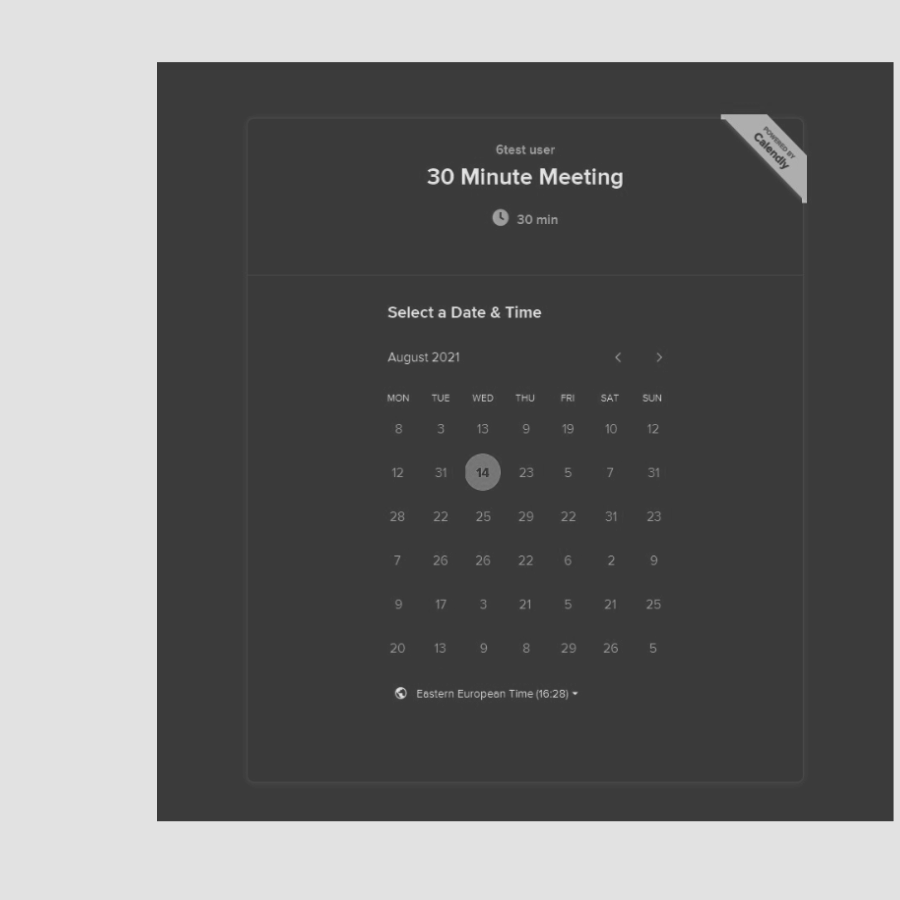 POWERED BY
Calendly
6test user
30 Minute Meeting
30 min
Select a Date & Time
August 2021
MON TUE WED THU FRI SAT SUN
8 3 13 9 19 10 12
12 31 14 23 5 7 31
28 22 25 29 22 31 23
7 26 26 22 6 2 9
9 17 3 21 5 21 25
20 13 9 8 29 26 5
Eastern European Time (16:28)